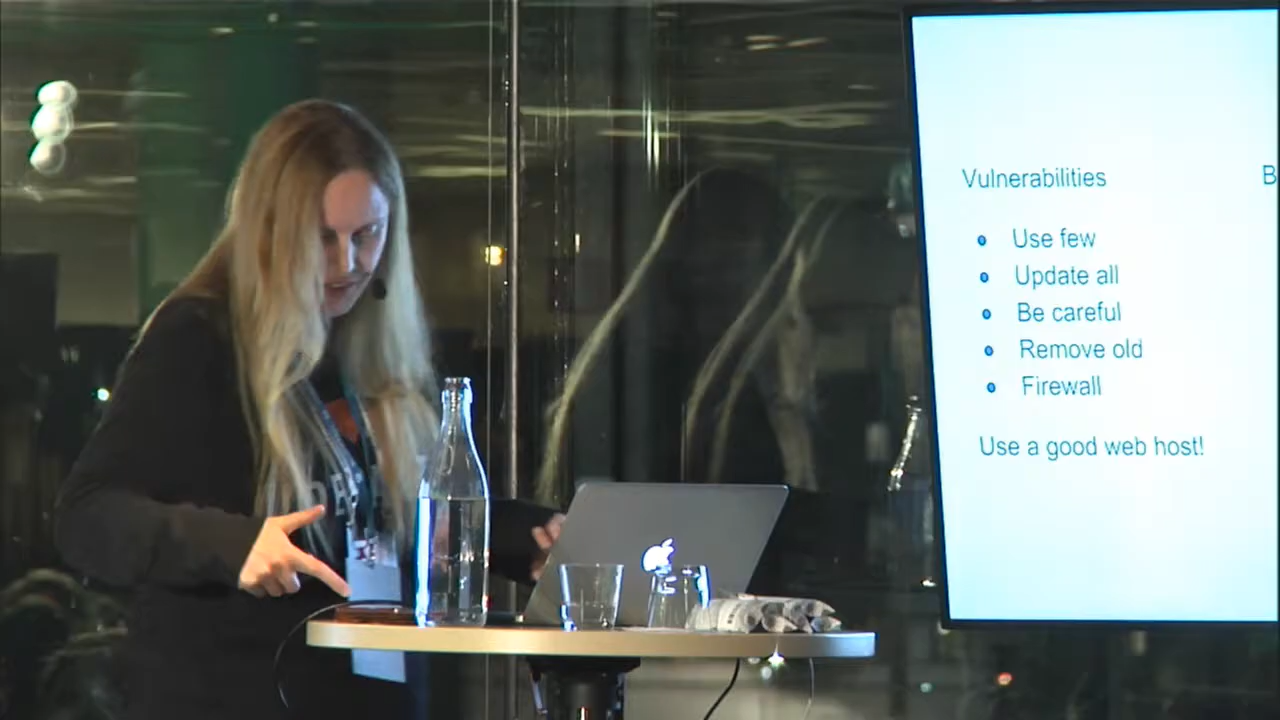 Vulnerabilities
B
Use few
Update all
Be careful
Remove old
Firewall
Use a good web host!